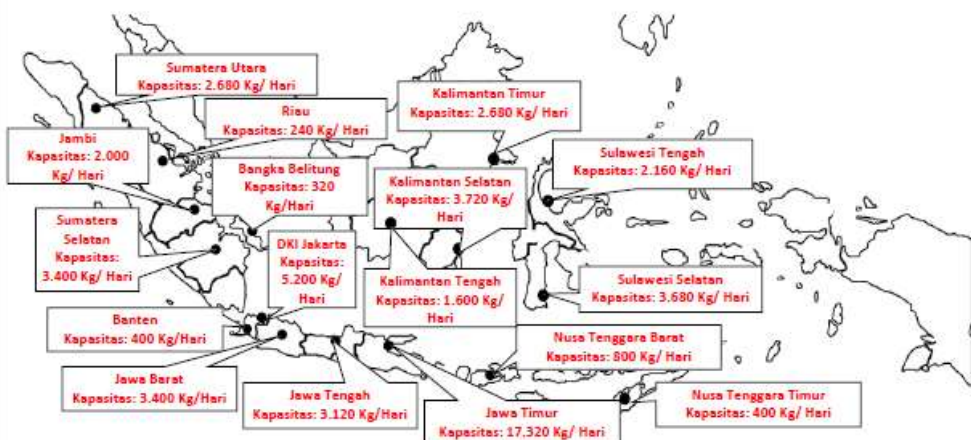 Sumatera Utara
Kapasitas: 2.680 Kg/ Hari
Kalimantan Timur
Kapasitas: 2.680 Kg/ Hari
Riau
Kapasitas: 240 Kg/ Hari
Jambi
Kapasitas: 2.000
Kg/ Hari
Bangka Belitung
Kapasitas: 320
Kg/Hari
Kalimantan Selatan
Kapasitas: 3.720 Kg/
Hari
Sulawesi Tengah
Kapasitas: 2.160 Kg/ Hari
Sumatera
Selatan
Kapasitas:
3.400 Kg/ Hari
DKI Jakarta
Kapasitas:
5.200 Kg/
Hari
Kalimantan Tengah
Kapasitas: 1.600 Kg/
Hari
Sulawesi Selatan
Kapasitas: 3.680 Kg/ Hari
Banten
Kapasitas: 400 Kg/Hari
Nusa Tenggara Barat
Kapasitas: 800 Kg/ Hari
Jawa Barat
Kapasitas: 3.400 Kg/Hari
Jawa Tengah
Kapasitas: 3.120 Kg/Hari
Jawa Timur
Kapasitas: 17.320 Kg/ Hari
Nusa Tenggara Timur
Kapasitas: 400 Kg/ Hari